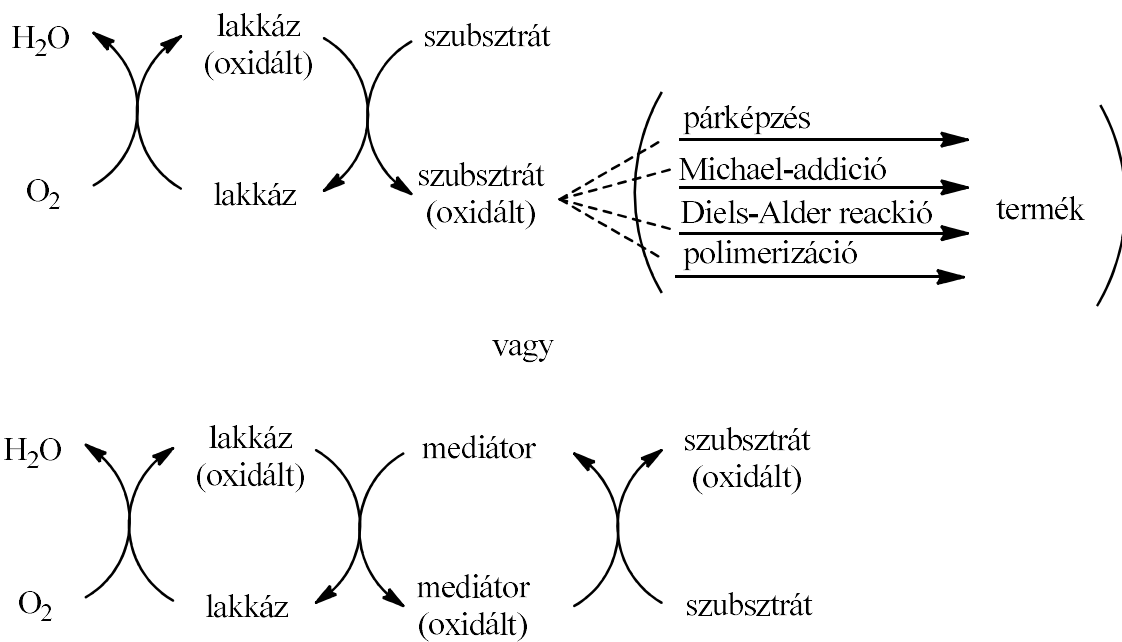 H₂O
lakkáz
(oxidált)
szubsztrát
O₂
lakkáz
szubsztrát
(oxidált)
párképzés
Michael-addició
Diels-Alder reackió
polimerizáció
termék
vagy
H₂O
lakkáz
(oxidált)
mediátor
szubsztrát
(oxidált)
O₂
lakkáz
mediátor
(oxidált)
szubsztrát